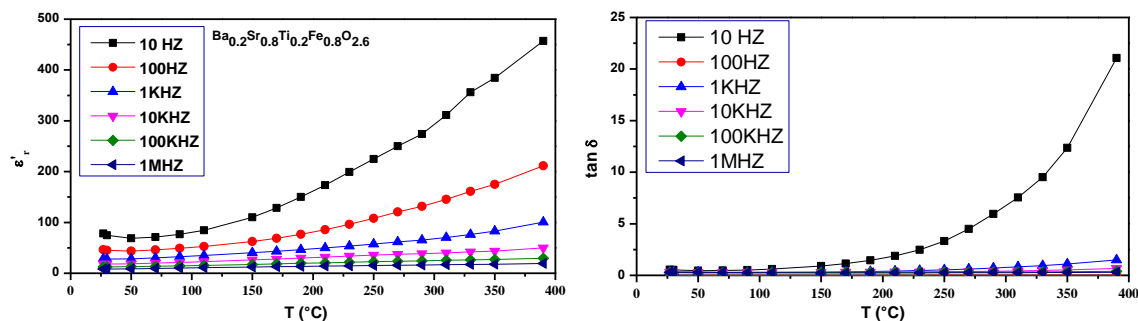 Ba0.2Sr0.8Ti0.2Fe0.8O2.6
10 HZ
100HZ
1KHZ
10KHZ
100KHZ
1MHZ
500
400
300
200
100
0
ε'r
0 50 100 150 200 250 300 350 400
T (°C)
10 HZ
100HZ
1KHZ
10KHZ
100KHZ
1MHZ
25
20
15
10
5
0
tan δ
0 50 100 150 200 250 300 350 400
T (°C)